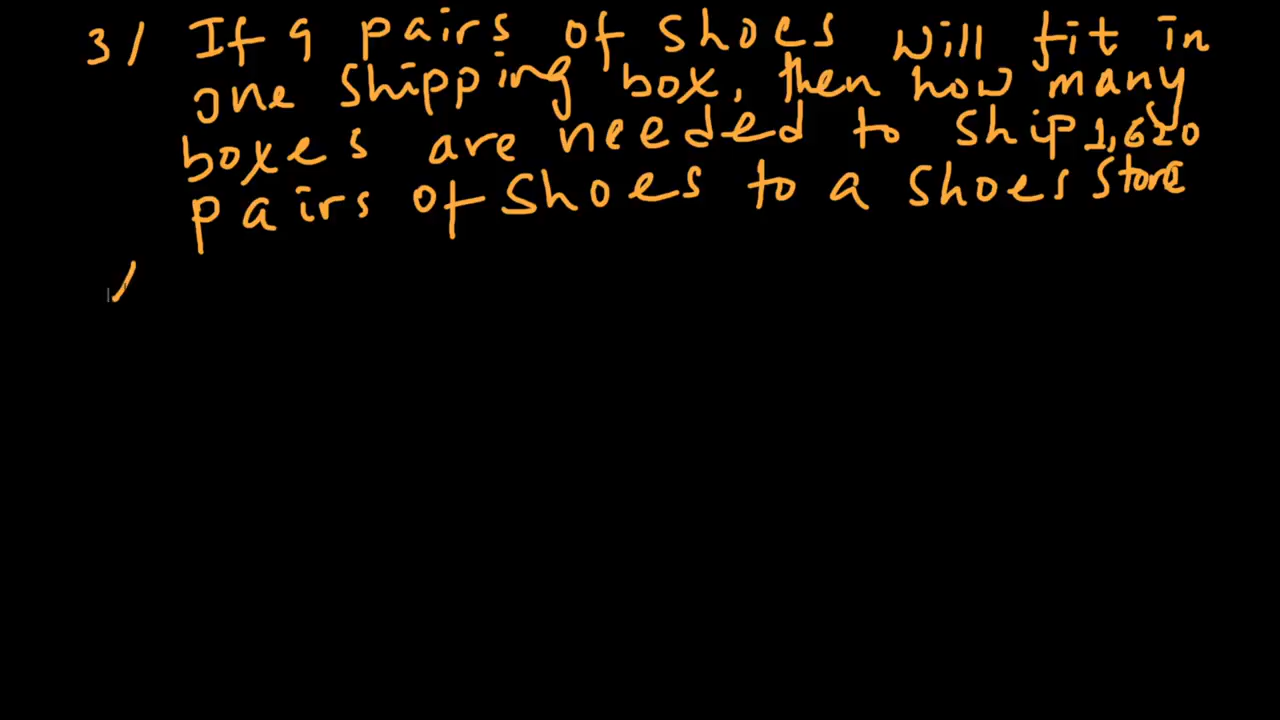 3/ If 9 pairs of shoes will fit in
one shipping box, then how many
boxes are needed to ship 1,620
pairs of shoes to a shoes store